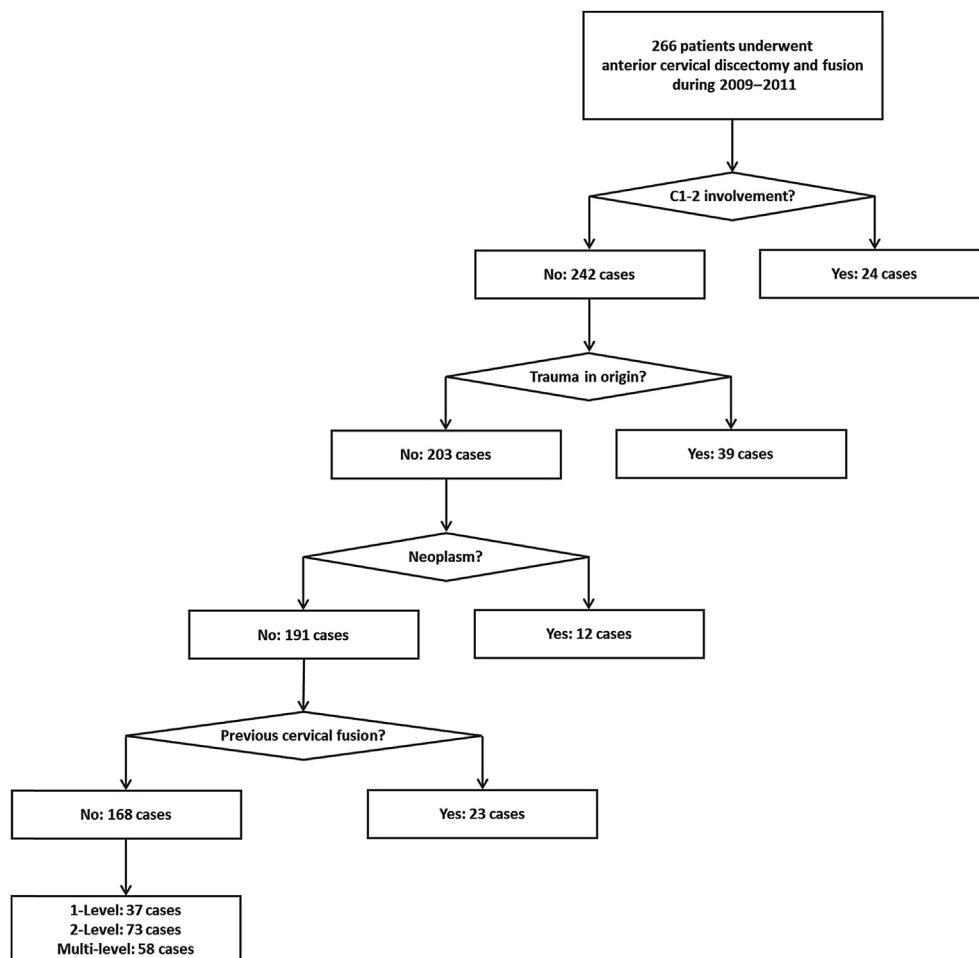 266 patients underwent
anterior cervical discectomy and fusion
during 2009–2011
C1-2 involvement?
No: 242 cases
Yes: 24 cases
Trauma in origin?
No: 203 cases
Yes: 39 cases
Neoplasm?
No: 191 cases
Yes: 12 cases
Previous cervical fusion?
No: 168 cases
Yes: 23 cases
1-Level: 37 cases
2-Level: 73 cases
Multi-level: 58 cases